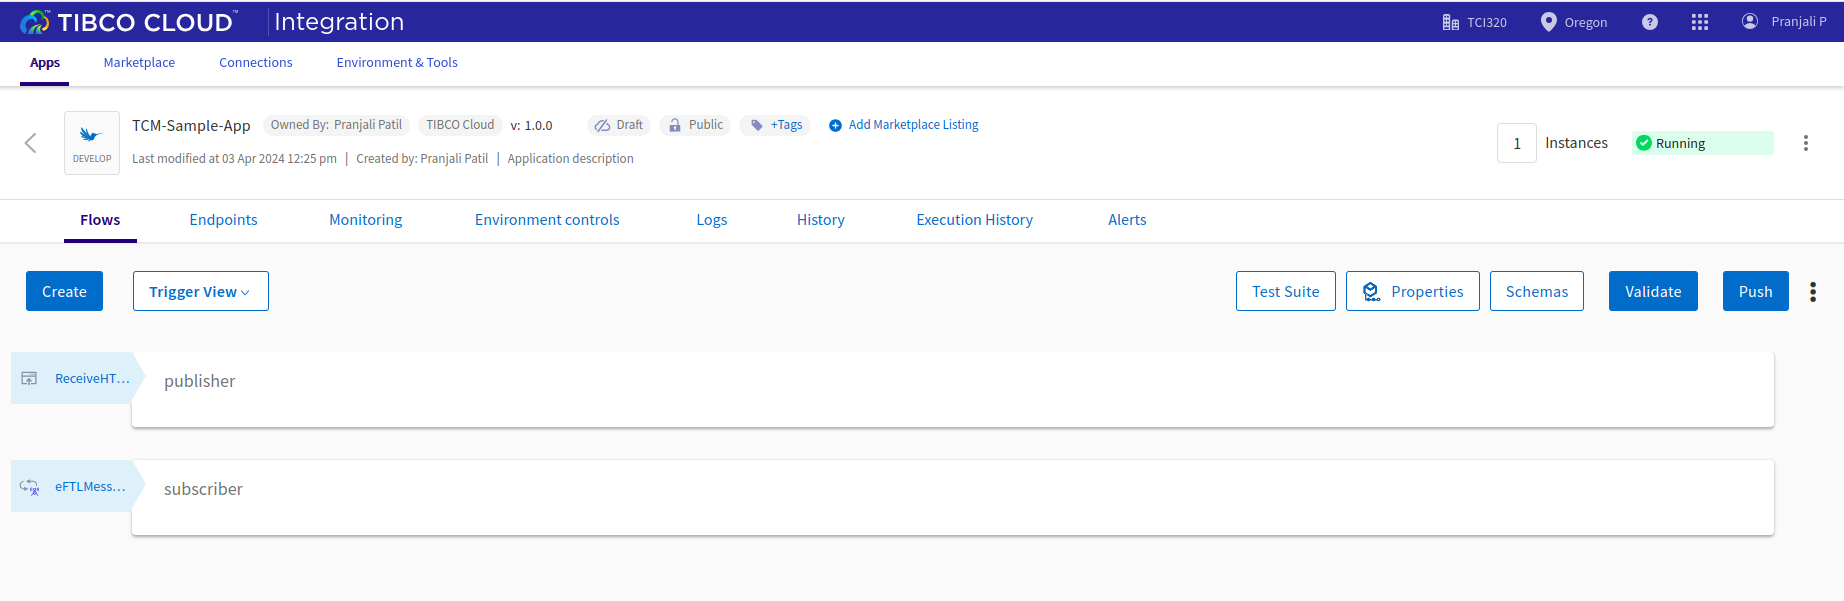 TIBCO CLOUD™ Integration TCI320 Oregon ? Pranjali P
Apps Marketplace Connections Environment & Tools
TCM-Sample-App Owned By: Pranjali Patil TIBCO Cloud v: 1.0.0 Draft Public +Tags Add Marketplace Listing
DEVELOP Last modified at 03 Apr 2024 12:25 pm | Created by: Pranjali Patil | Application description
1 Instances Running
Flows Endpoints Monitoring Environment controls Logs History Execution History Alerts
Create Trigger View Test Suite Properties Schemas Validate Push
ReceiveHT... publisher
eFTLMess... subscriber